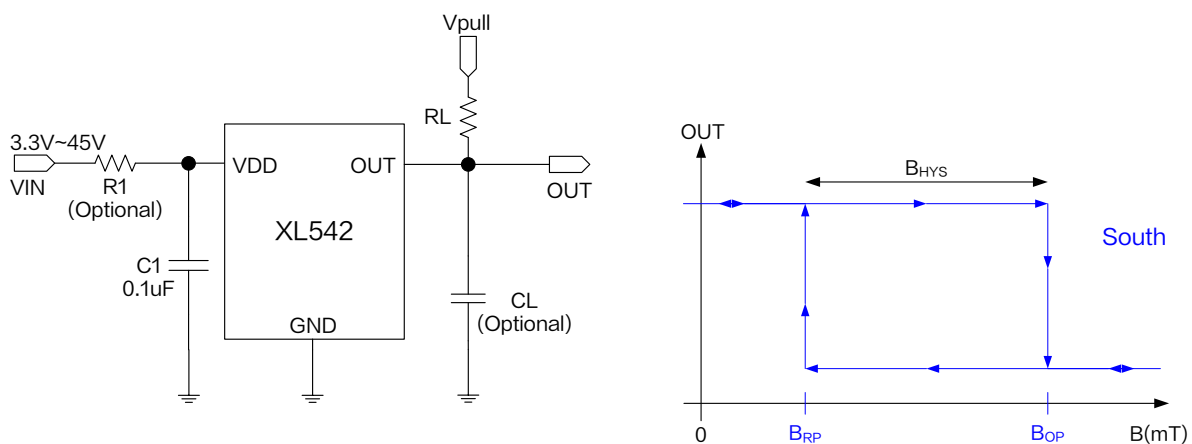 Vpull
RL
3.3V~45V
VIN
R1
(Optional)
VDD
OUT
OUT
XL542
C1
0.1uF
GND
CL
(Optional)
OUT
BHYS
South
0
BRP
BOP
B(mT)